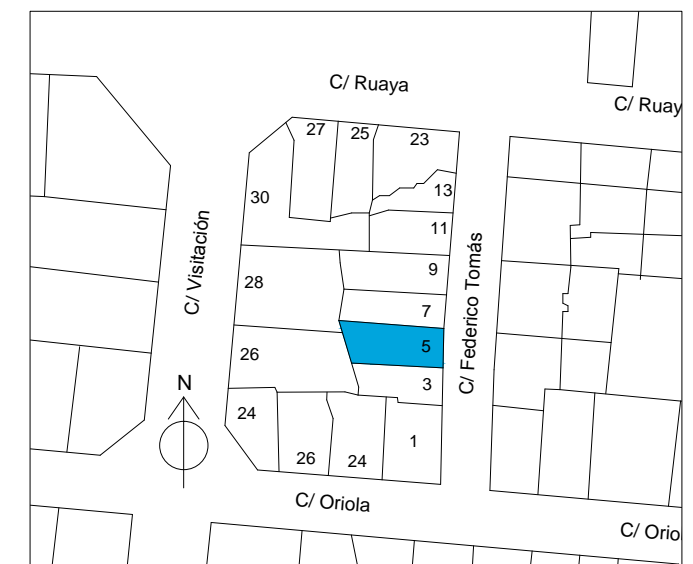 C/ Ruaya
C/ Ruay
27
25
23
13
30
11
C/ Visitación
9
28
C/ Federico Tomás
7
5
26
3
N
24
1
26
24
C/ Oriola
C/ Orio